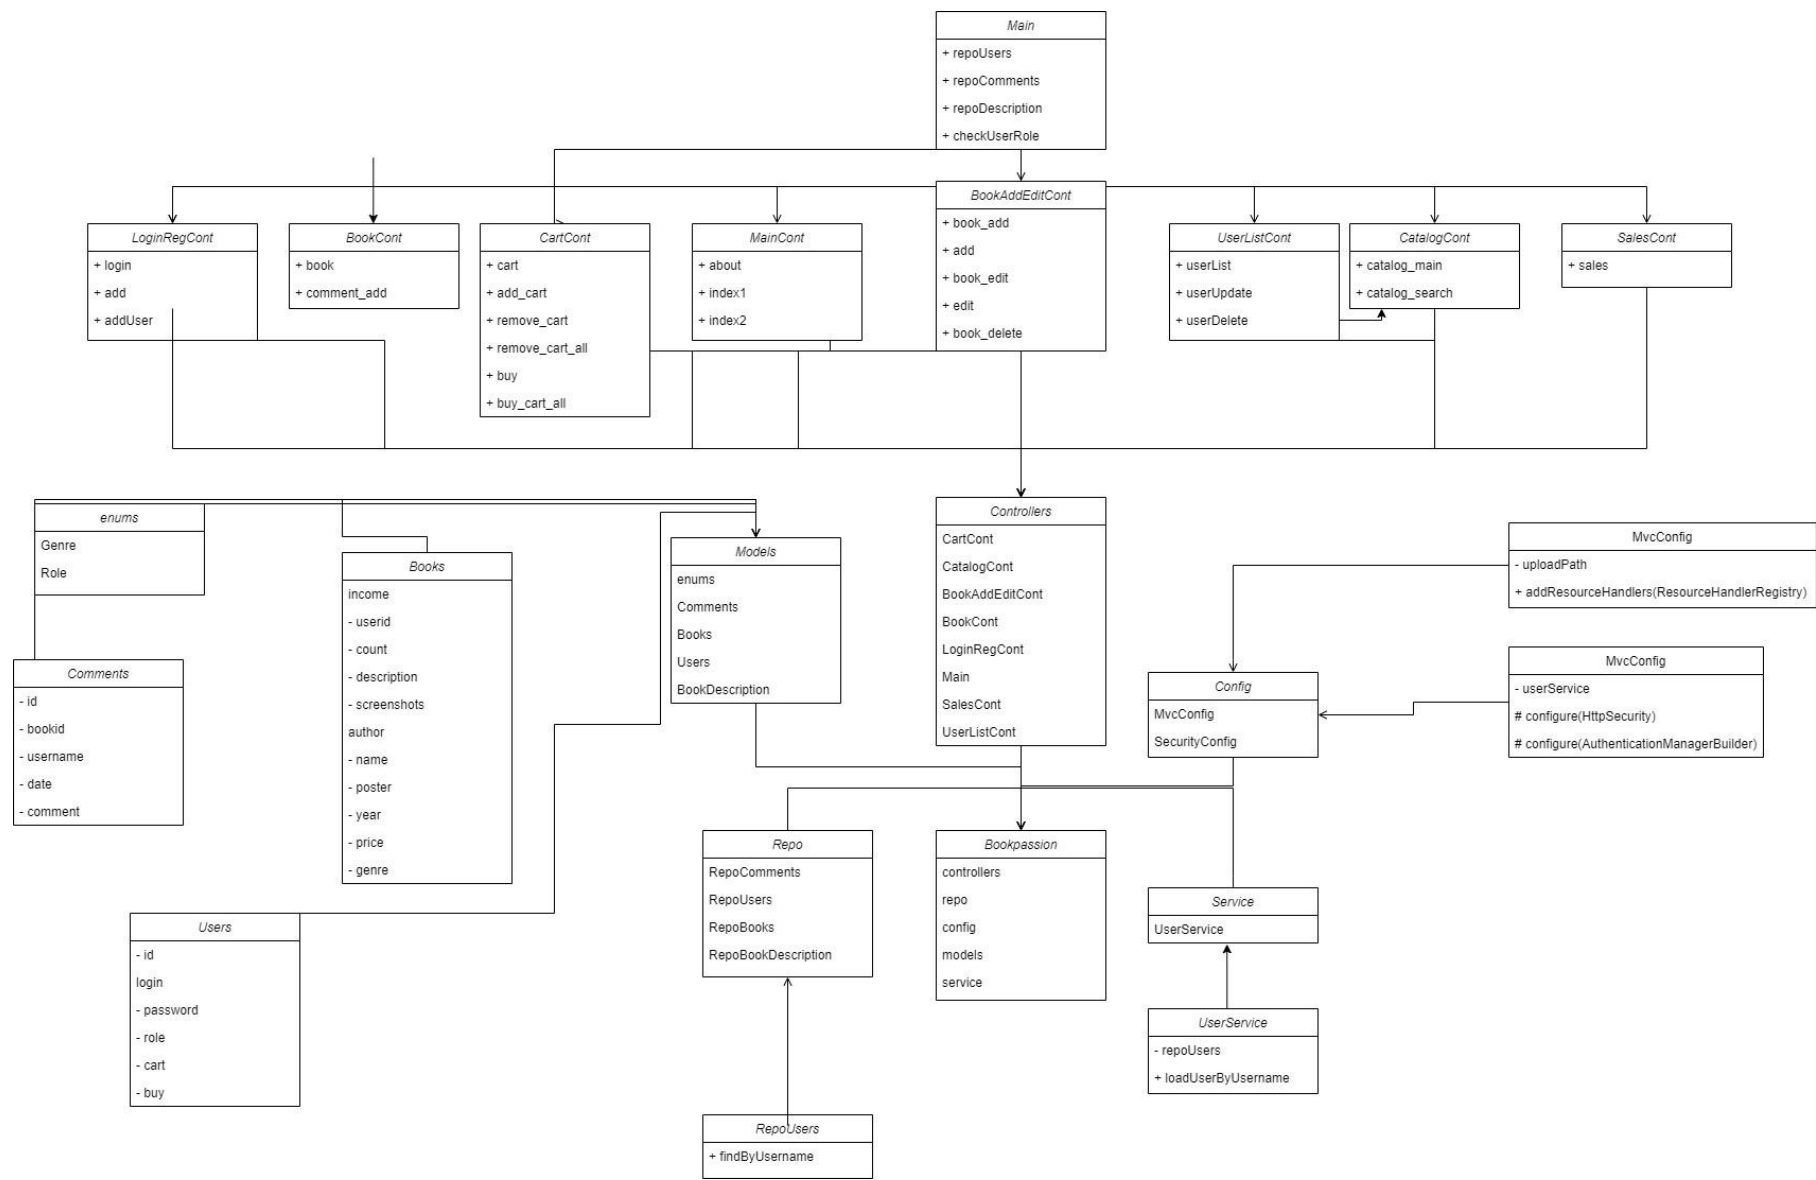 Main
+ repoUsers
+ repoComments
+ repoDescription
+ checkUserRole
LoginRegCont
+ login
+ add
+ addUser
BookCont
+ book
+ comment_add
CartCont
+ cart
+ add_cart
+ remove_cart
+ remove_cart_all
+ buy
+ buy_cart_all
MainCont
+ about
+ index1
+ index2
BookAddEditCont
+ book_add
+ add
+ book_edit
+ edit
+ book_delete
UserListCont
+ userList
+ userUpdate
+ userDelete
CatalogCont
+ catalog_main
+ catalog_search
SalesCont
+ sales
enums
Genre
Role
Comments
- id
- bookid
- username
- date
- comment
Books
income
- userid
- count
- description
- screenshots
author
- name
- poster
- year
- price
- genre
Users
- id
login
- password
- role
- cart
- buy
Models
enums
Comments
Books
Users
BookDescription
Controllers
CartCont
CatalogCont
BookAddEditCont
BookCont
LoginRegCont
Main
SalesCont
UserListCont
MvcConfig
- uploadPath
+ addResourceHandlers(ResourceHandlerRegistry)
MvcConfig
- userService
# configure(HttpSecurity)
# configure(AuthenticationManagerBuilder)
Config
MvcConfig
SecurityConfig
Repo
RepoComments
RepoUsers
RepoBooks
RepoBookDescription
Bookpassion
controllers
repo
config
models
service
Service
UserService
UserService
- repoUsers
+ loadUserByUsername
RepoUsers
+ findByUsername